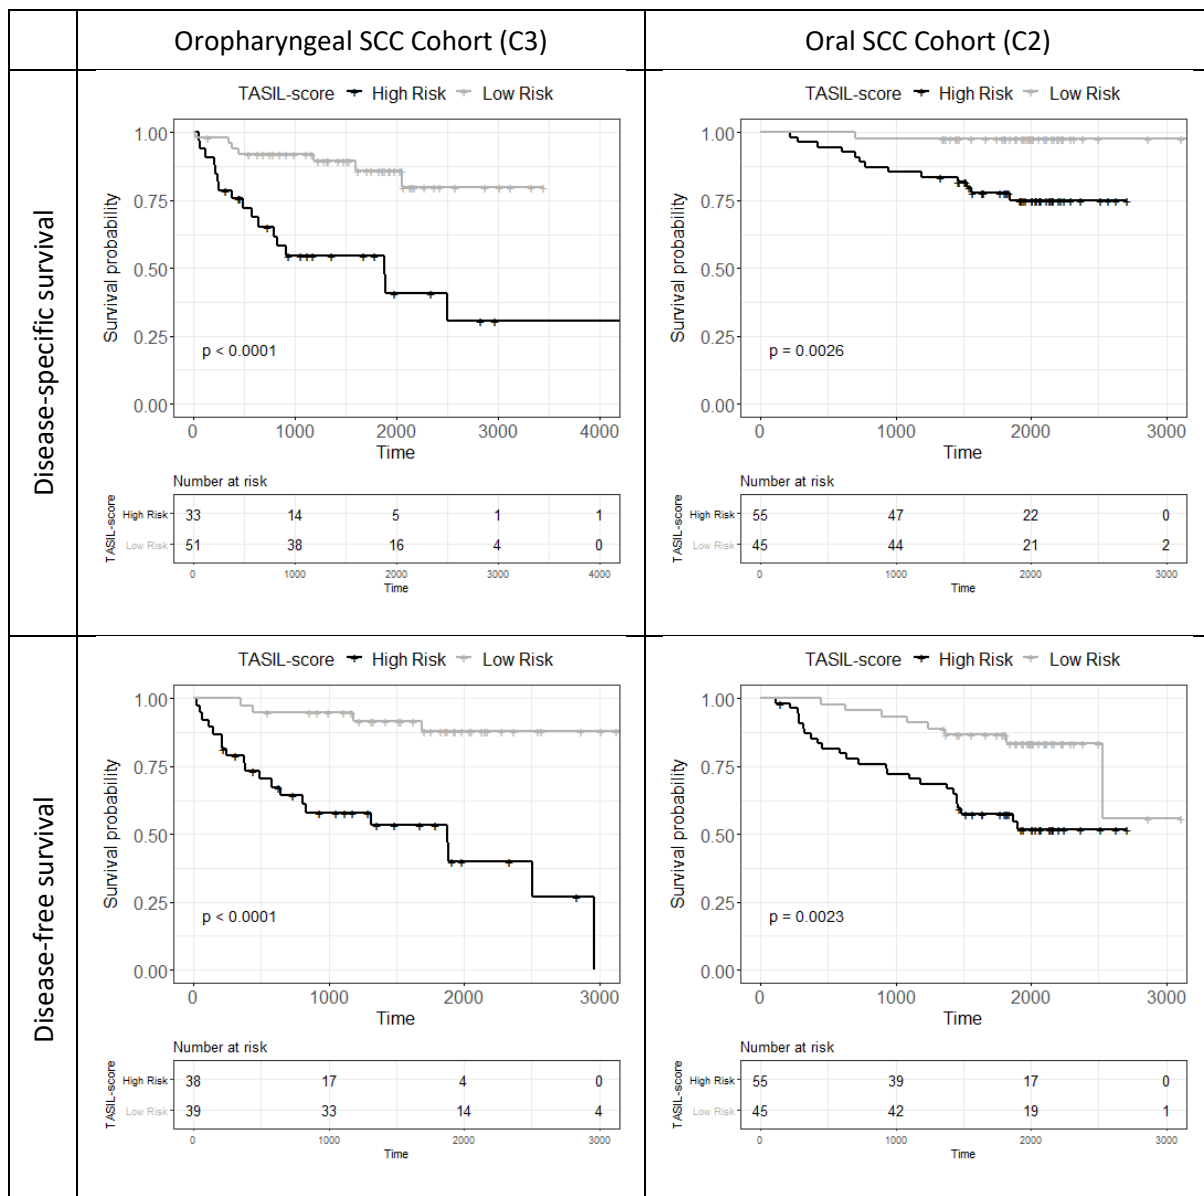 Oropharyngeal SCC Cohort (C3)
Oral SCC Cohort (C2)
Disease-specific survival
TASIL-score High Risk Low Risk
Survival probability
1.00
0.75
0.50
0.25
0.00
p < 0.0001
0 1000 2000 3000 4000
Time
Number at risk
TASIL-score
High Risk 33 14 5 1 1
Low Risk 51 38 16 4 0
0 1000 2000 3000 4000
Time
TASIL-score High Risk Low Risk
Survival probability
1.00
0.75
0.50
0.25
0.00
p = 0.0026
0 1000 2000 3000
Time
Number at risk
TASIL-score
High Risk 55 47 22 0
Low Risk 45 44 21 2
0 1000 2000 3000
Time
Disease-free survival
TASIL-score High Risk Low Risk
Survival probability
1.00
0.75
0.50
0.25
0.00
p < 0.0001
0 1000 2000 3000
Time
Number at risk
TASIL-score
High Risk 38 17 4 0
Low Risk 39 33 14 4
0 1000 2000 3000
Time
TASIL-score High Risk Low Risk
Survival probability
1.00
0.75
0.50
0.25
0.00
p = 0.0023
0 1000 2000 3000
Time
Number at risk
TASIL-score
High Risk 55 39 17 0
Low Risk 45 42 19 1
0 1000 2000 3000
Time